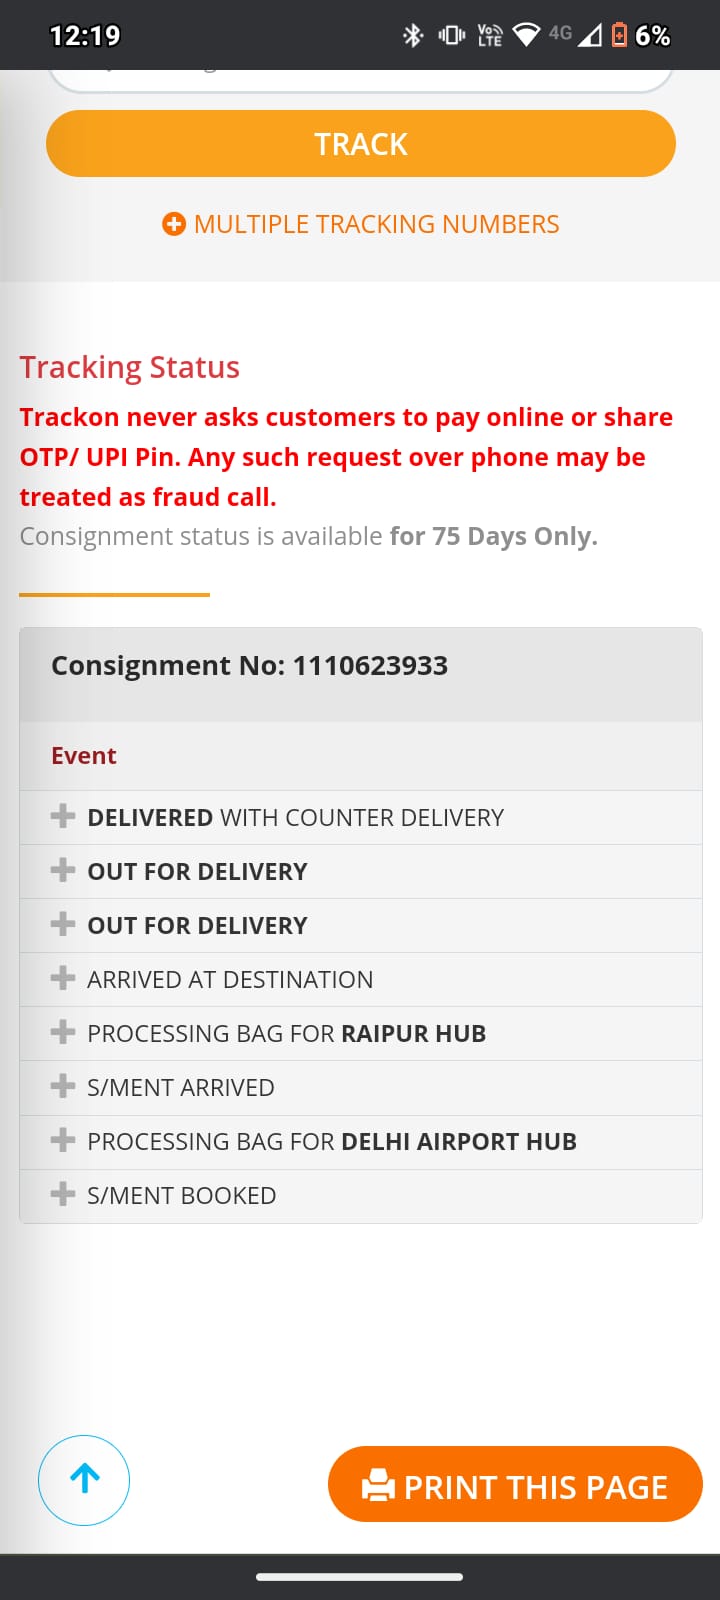 12:19
Vo LTE 4G 6%
TRACK
MULTIPLE TRACKING NUMBERS
Tracking Status
Trackon never asks customers to pay online or share
OTP/ UPI Pin. Any such request over phone may be
treated as fraud call.
Consignment status is available for 75 Days Only.
Consignment No: 1110623933
Event
DELIVERED WITH COUNTER DELIVERY
OUT FOR DELIVERY
OUT FOR DELIVERY
ARRIVED AT DESTINATION
PROCESSING BAG FOR RAIPUR HUB
S/MENT ARRIVED
PROCESSING BAG FOR DELHI AIRPORT HUB
S/MENT BOOKED
PRINT THIS PAGE